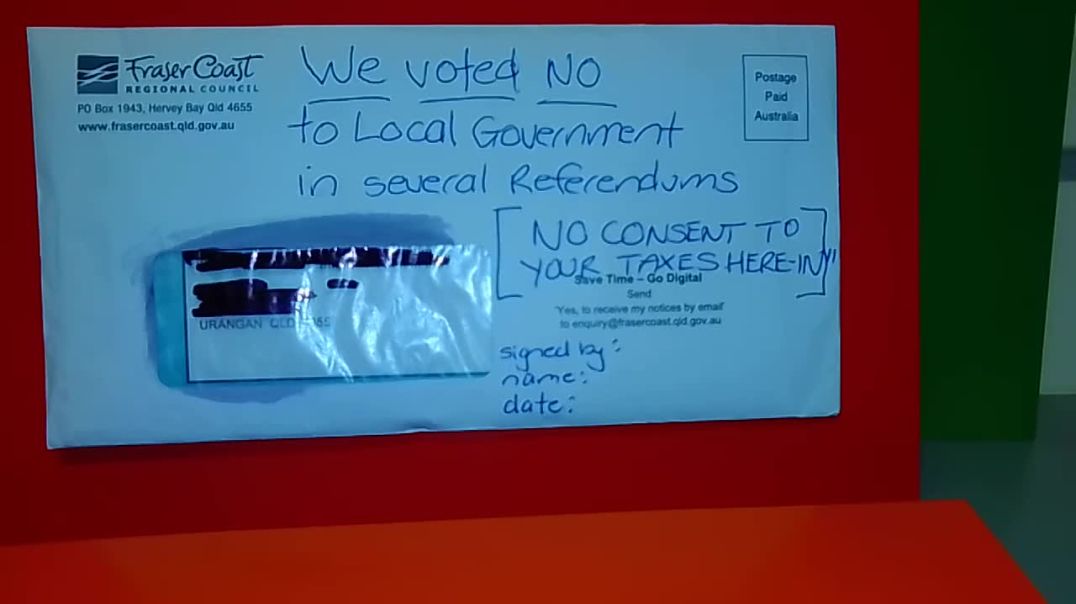 Fraser Coast
REGIONAL COUNCIL
PO Box 1943, Hervey Bay Qld 4655
www.frasercoast.qld.gov.au
We voted NO
to Local Government
in several Referendums
Postage
Paid
Australia
[NO CONSENT TO
YOUR TAXES HERE-IN]
Save Time – Go Digital
Send
'Yes, to receive my notices by email'
to enquiry@frasercoast.qld.gov.au
URANGAN QLD 55
signed by:
name:
date: